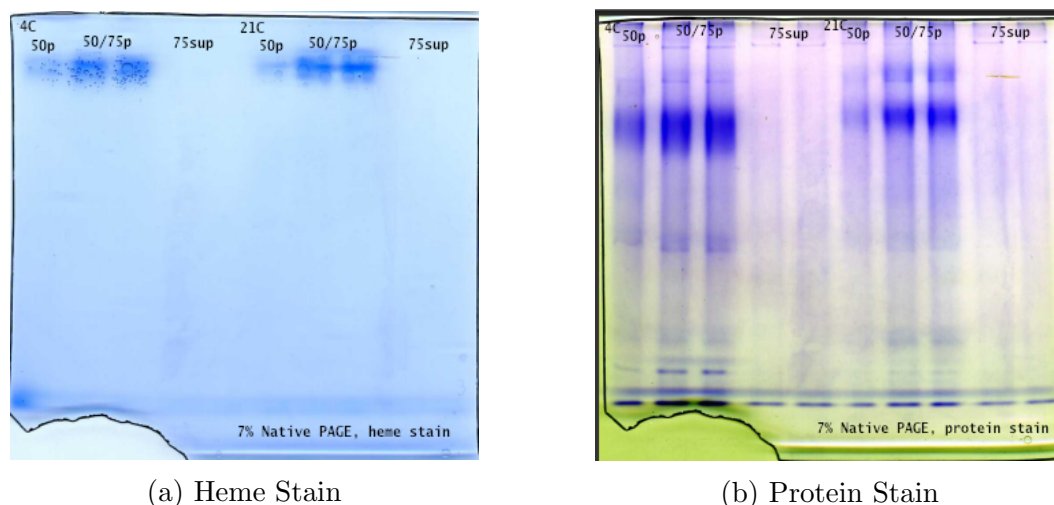 4C
50p 50/75p 75sup
21C
50p 50/75p 75sup
7% Native PAGE, heme stain
(a) Heme Stain
4C
50p 50/75p 75sup
21C
50p 50/75p 75sup
7% Native PAGE, protein stain
(b) Protein Stain